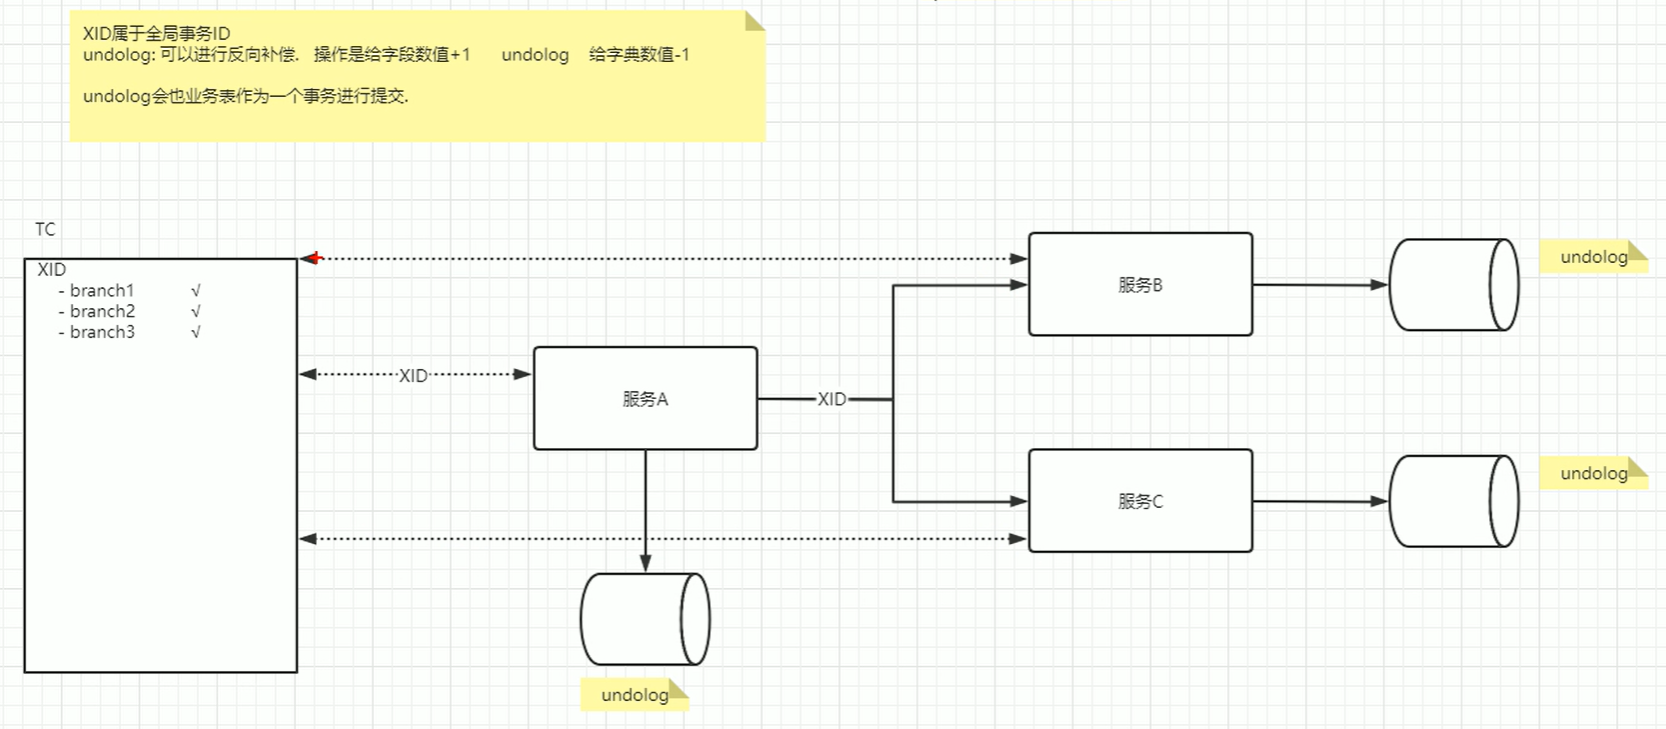 XID属于全局事务ID
undolog: 可以进行反向补偿. 操作是给字段数值+1 undolog 给字典数值-1
undolog会也业务表作为一个事务进行提交.
TC
XID
- branch1 √
- branch2 √
- branch3 √
XID
服务A
XID
服务B
undolog
服务C
undolog
undolog